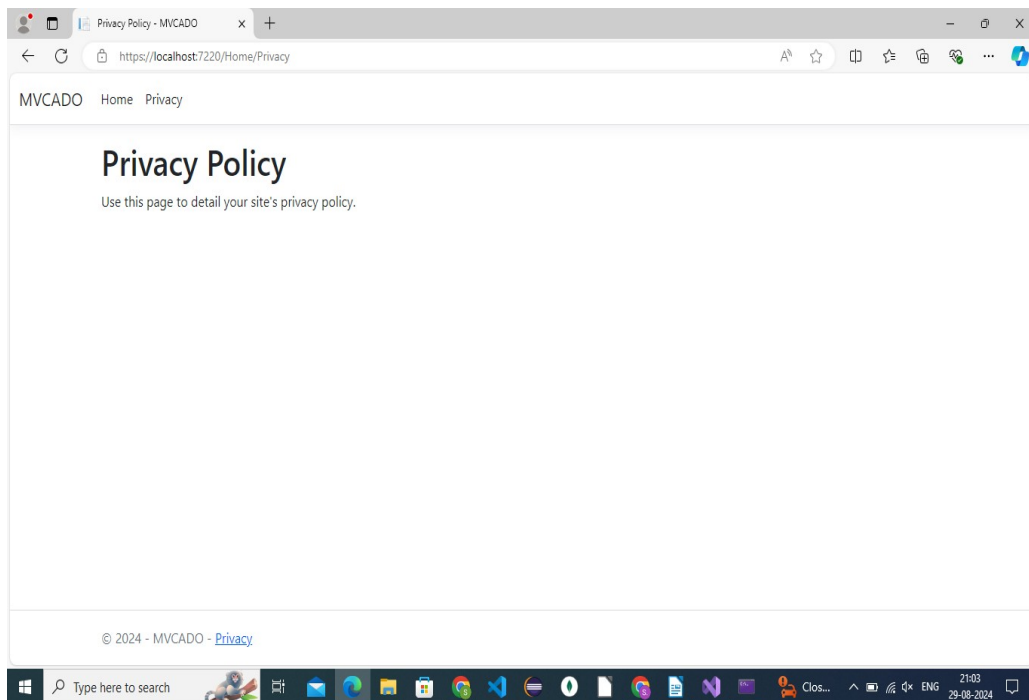 Privacy Policy - MVCADO
https://localhost:7220/Home/Privacy
MVCADO Home Privacy
Privacy Policy
Use this page to detail your site's privacy policy.
© 2024 - MVCADO - Privacy
Type here to search
Clos...
ENG
21:03
29-08-2024